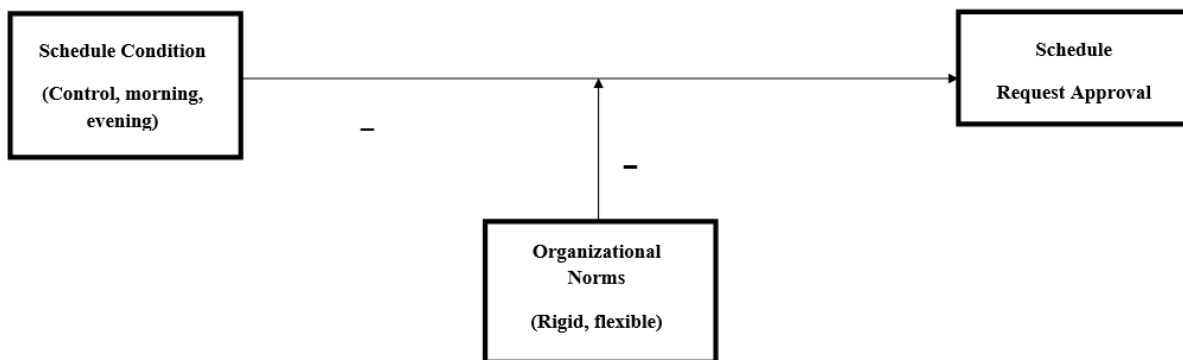 Schedule Condition
(Control, morning,
evening)
Schedule
Request Approval
–
–
Organizational
Norms
(Rigid, flexible)